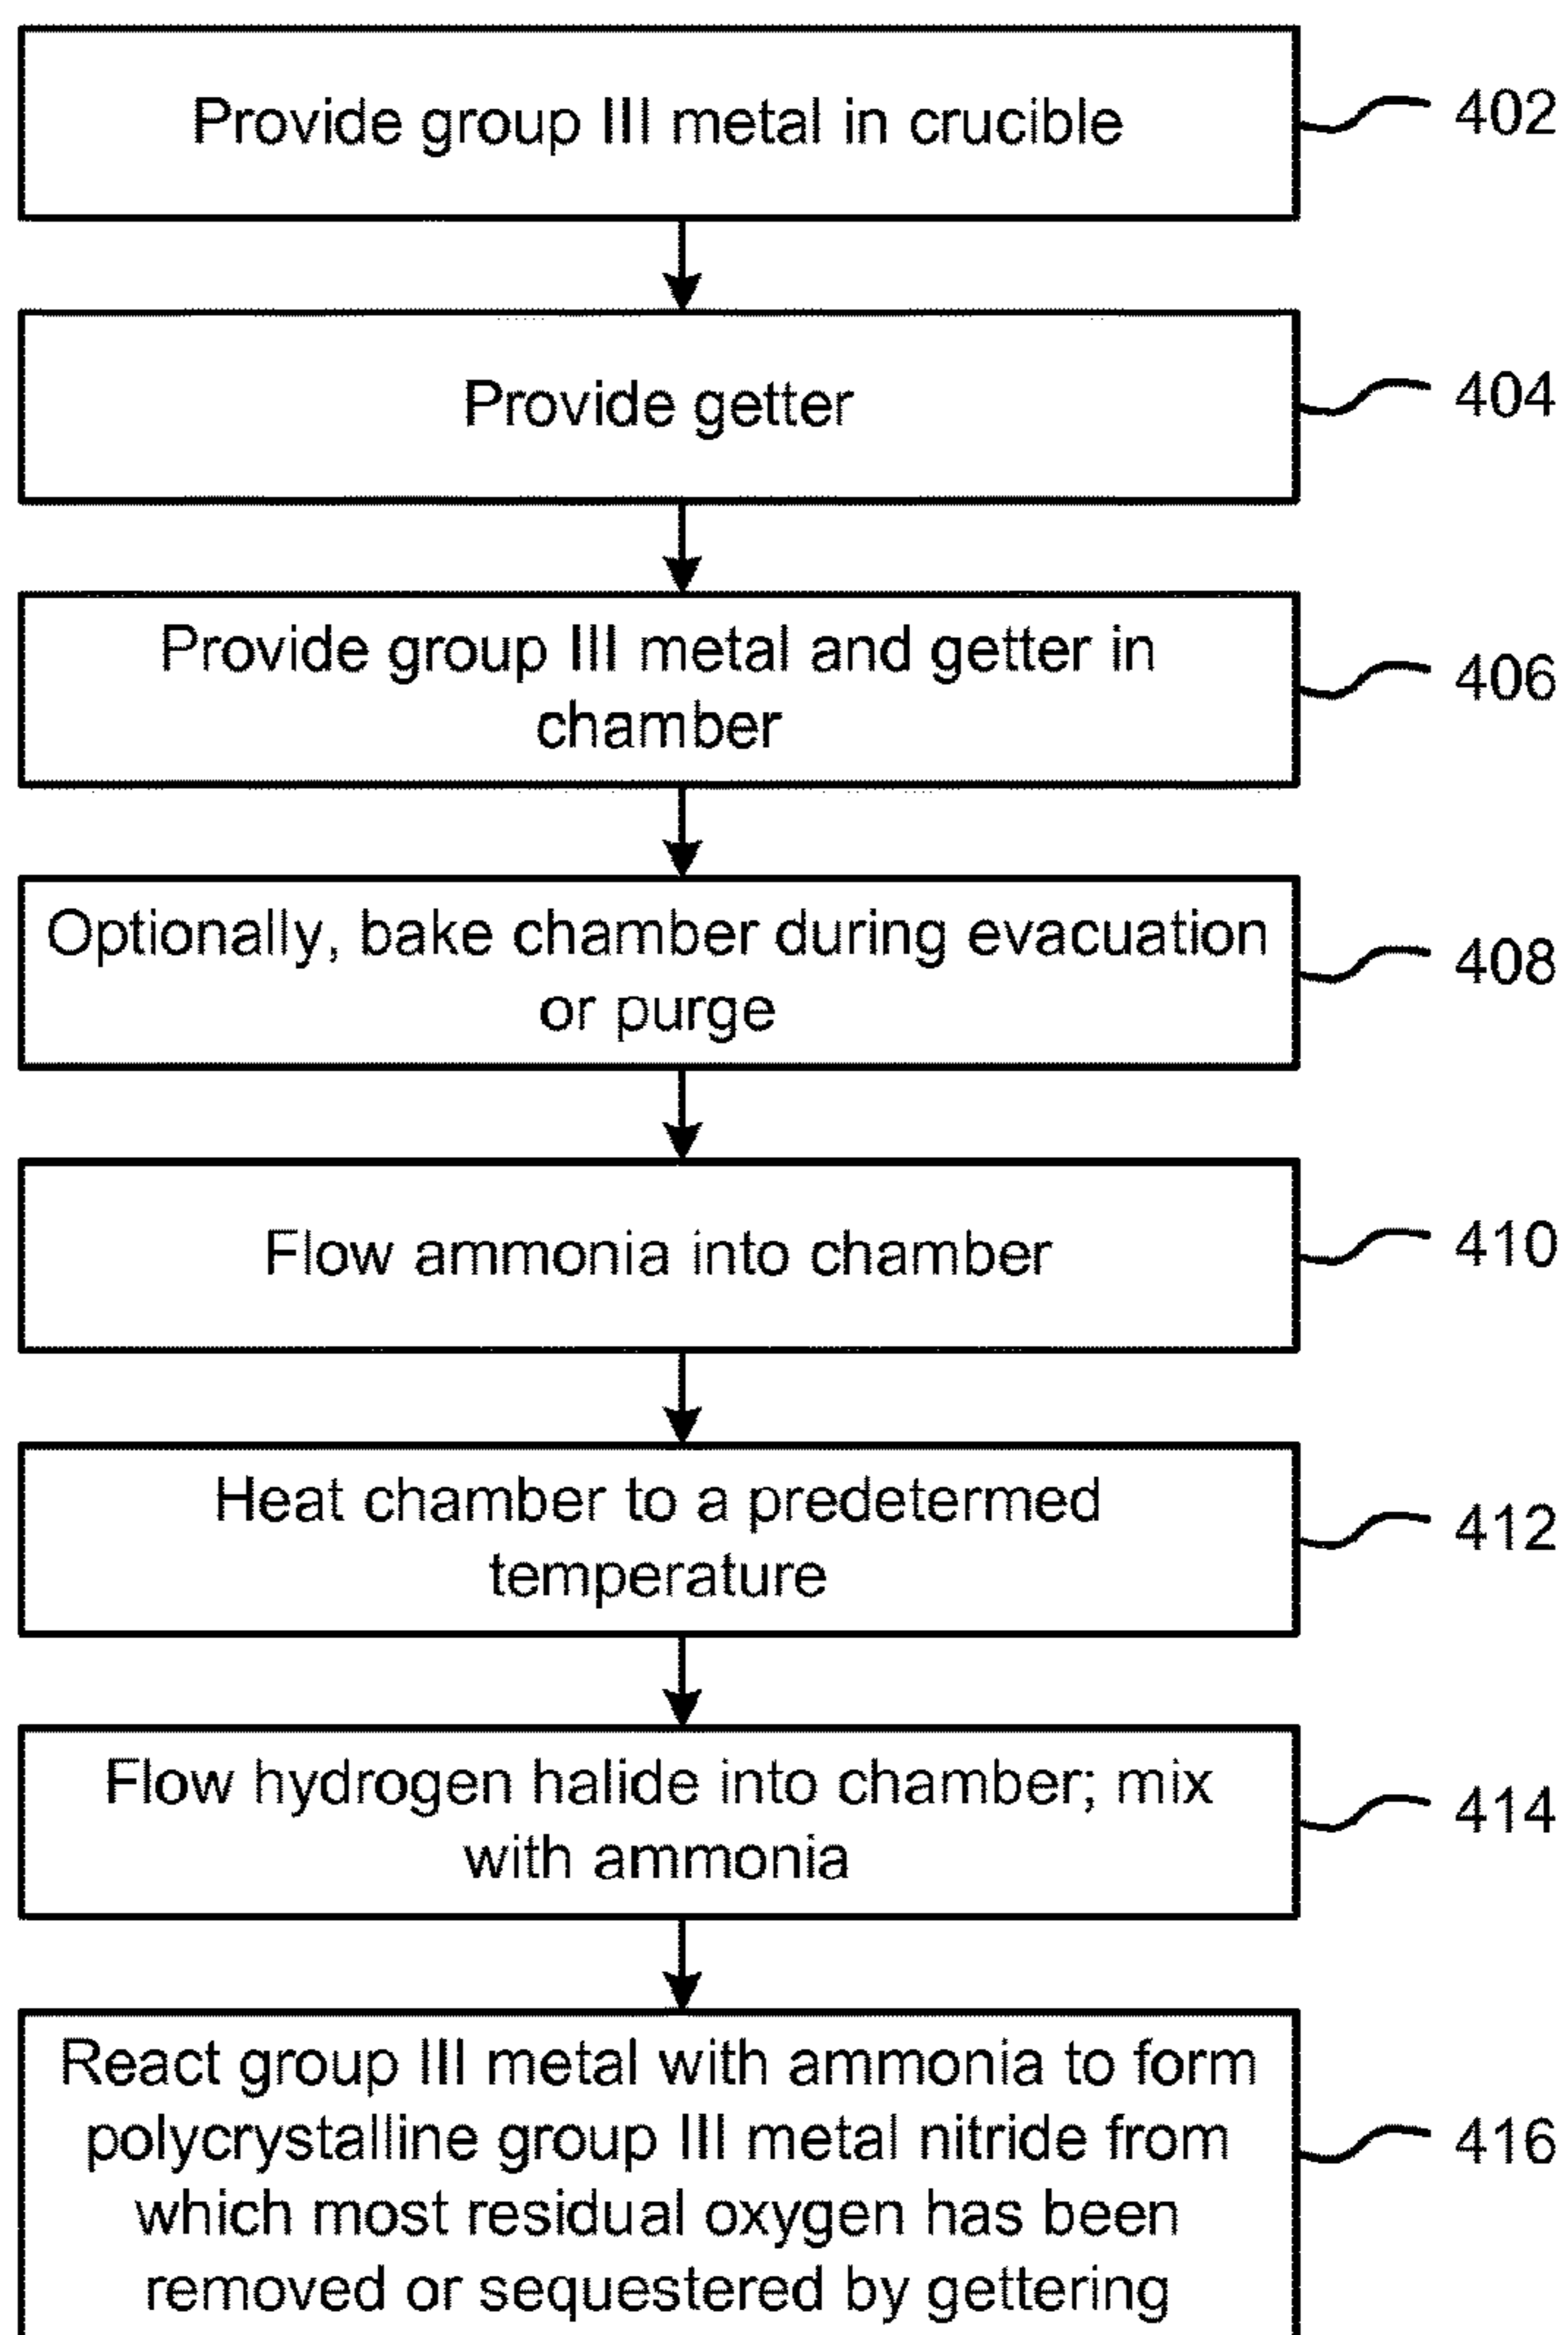 Provide group III metal in crucible
402
Provide getter
404
Provide group III metal and getter in
chamber
406
Optionally, bake chamber during evacuation
or purge
408
Flow ammonia into chamber
410
Heat chamber to a predetermed
temperature
412
Flow hydrogen halide into chamber; mix
with ammonia
414
React group III metal with ammonia to form
polycrystalline group III metal nitride from
which most residual oxygen has been
removed or sequestered by gettering
416